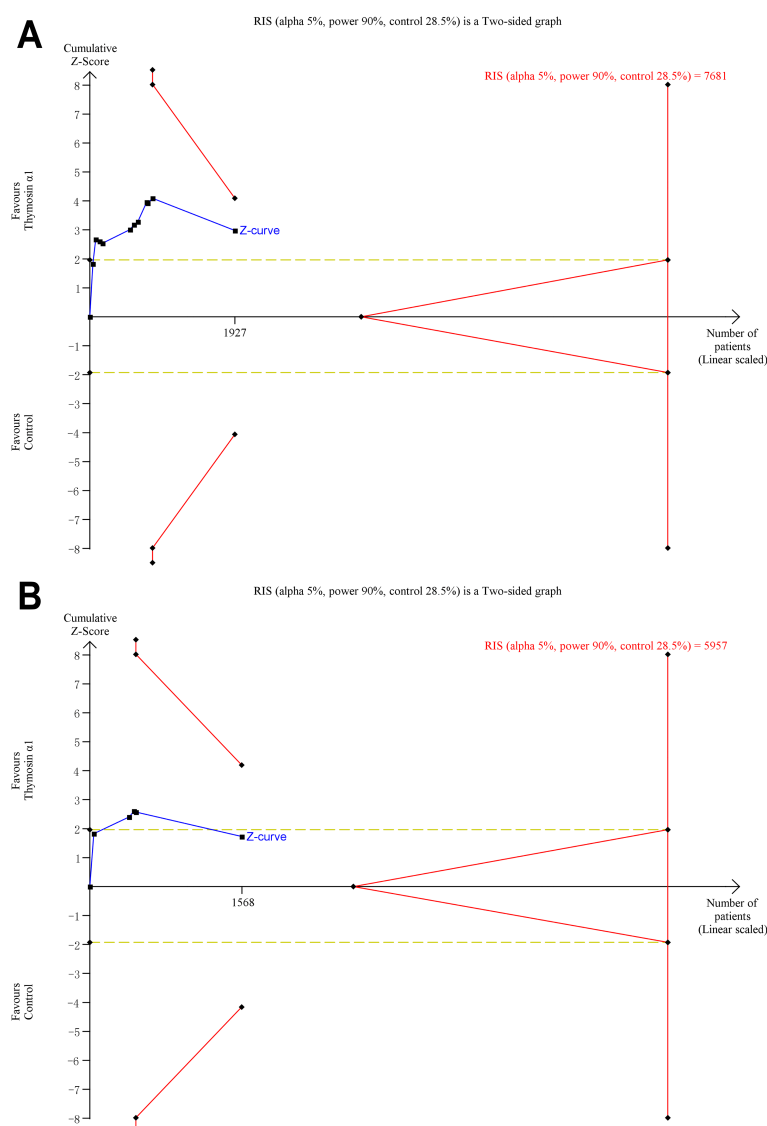 A
RIS (alpha 5%, power 90%, control 28.5%) is a Two-sided graph
Cumulative
Z-Score
RIS (alpha 5%, power 90%, control 28.5%) = 7681
8
7
6
5
4
3
2
1
-1
-2
-3
-4
-5
-6
-7
-8
Favours
Thymosin α1
Favours
Control
Z-curve
1927
Number of
patients
(Linear scaled)
B
RIS (alpha 5%, power 90%, control 28.5%) is a Two-sided graph
Cumulative
Z-Score
RIS (alpha 5%, power 90%, control 28.5%) = 5957
8
7
6
5
4
3
2
1
-1
-2
-3
-4
-5
-6
-7
-8
Favours
Thymosin α1
Favours
Control
Z-curve
1568
Number of
patients
(Linear scaled)